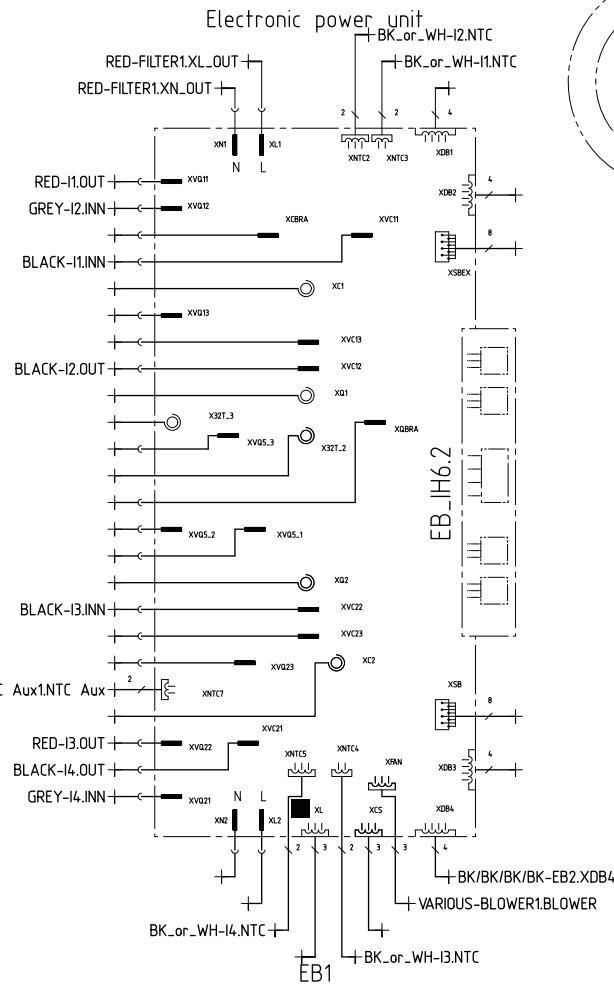 Electronic power unit
BK_or_WH-I2.NTC
RED-FILTER1.XL_OUT
BK_or_WH-I1.NTC
RED-FILTER1.XN_OUT
2
2
4
XN1
XL1
XNTC2
XNTC3
XDB1
N
L
RED-I1.OUT
XVQ11
XDB2
4
GREY-I2.INN
XVQ12
XCBRA
XVC11
8
BLACK-I1.INN
XSBEX
XC1
XVQ13
XVC13
BLACK-I2.OUT
XVC12
XQ1
X32T_3
XVQ5_3
X32T_2
XQBRA
EB_IH6.2
XVQ5_2
XVQ5_1
XQ2
BLACK-I3.INN
XVC22
XVC23
XVQ23
XC2
C Aux1.NTC Aux
2
XNTC7
XSB
8
RED-I3.OUT
XVQ22
XVC21
BLACK-I4.OUT
XNTC5
XNTC4
XFAN
XDB3
4
GREY-I4.INN
XVQ21
N
L
XL
XCS
XDB4
XN2
XL2
2
3
2
3
3
4
BK/BK/BK/BK-EB2.XDB4
VARIOUS-BLOWER1.BLOWER
BK_or_WH-I4.NTC
BK_or_WH-I3.NTC
EB1